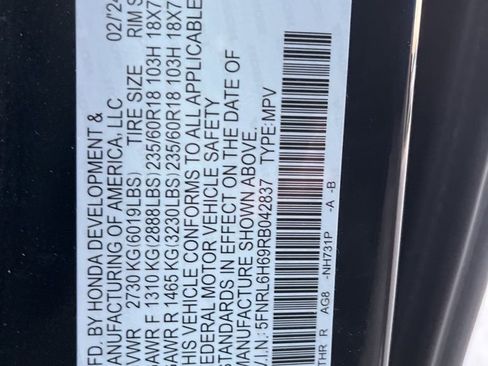 MFD. BY HONDA DEVELOPMENT & 02/'24
MANUFACTURING OF AMERICA, LLC
VWR 2730 KG(6019LBS) TIRE SIZE RIM S
GAWR F 1310 KG(2888LBS) 235/60R18 103H 18X7
GAWR R 1465 KG(3230LBS) 235/60R18 103H 18X7
THIS VEHICLE CONFORMS TO ALL APPLICABLE
FEDERAL MOTOR VEHICLE SAFETY
STANDARDS IN EFFECT ON THE DATE OF
MANUFACTURE SHOWN ABOVE.
V.I.N.: 5FNRL6H69RB042837 TYPE: MPV
THR R AG8 -NH731P -A -B